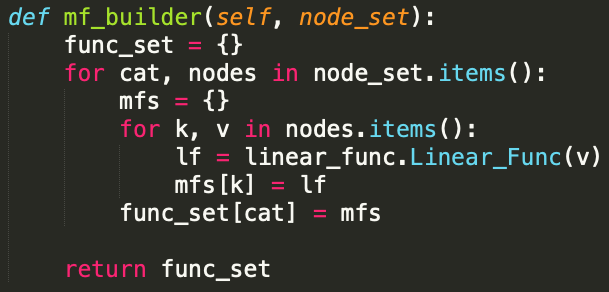 def mf_builder(self, node_set):
    func_set = {}
    for cat, nodes in node_set.items():
        mfs = {}
        for k, v in nodes.items():
            lf = linear_func.Linear_Func(v)
            mfs[k] = lf
        func_set[cat] = mfs

    return func_set